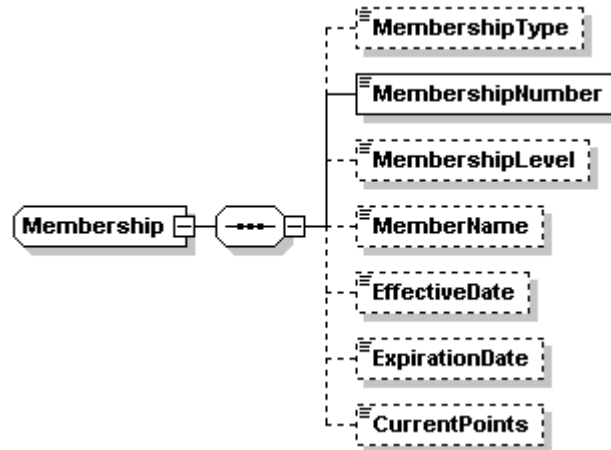 MembershipType
MembershipNumber
MembershipLevel
Membership
MemberName
EffectiveDate
ExpirationDate
CurrentPoints